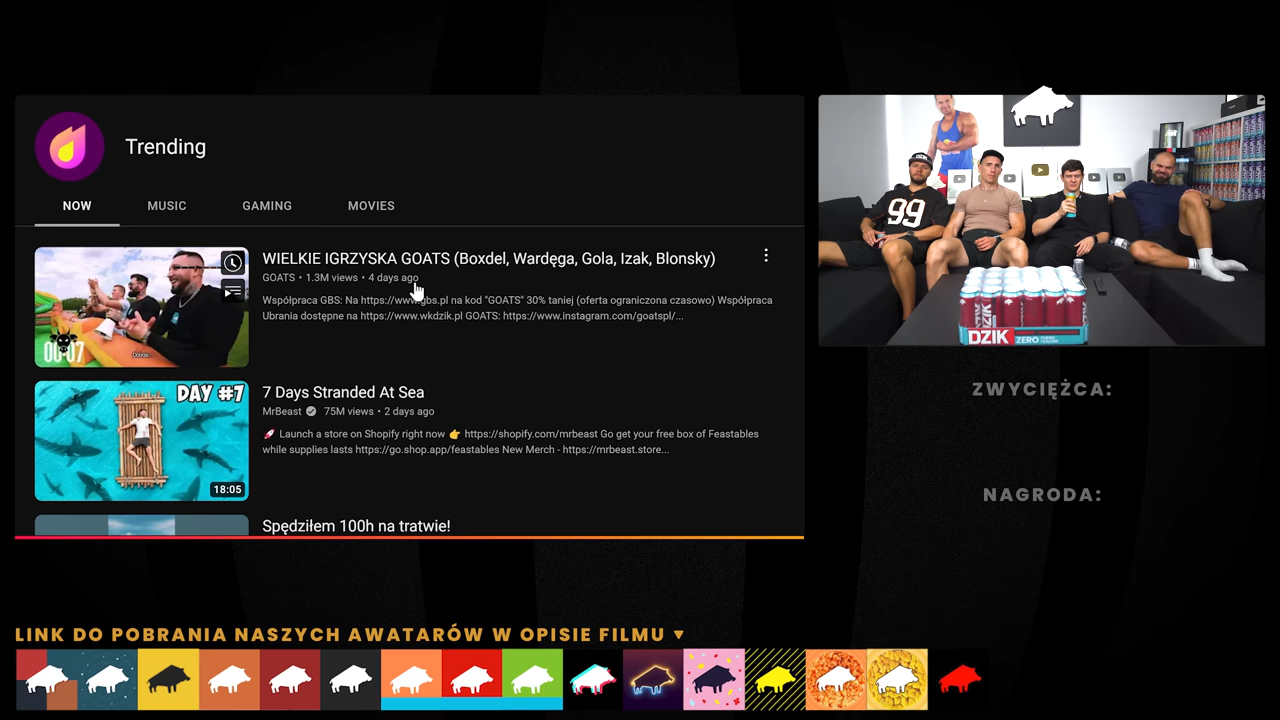 Trending
NOW
MUSIC
GAMING
MOVIES
WIELKIE IGRZYSKA GOATS (Boxdel, Wardęga, Gola, Izak, Blonsky)
GOATS • 1.3M views • 4 days ago
Współpraca GBS: Na https://www.gbs.pl na kod "GOATS" 30% taniej (oferta ograniczona czasowo) Współpraca
Ubrania dostępne na https://www.wkdzik.pl GOATS: https://www.instagram.com/goatspl/...
00:07
DAY #7
18:05
7 Days Stranded At Sea
MrBeast 75M views • 2 days ago
🚀 Launch a store on Shopify right now 👉 https://shopify.com/mrbeast Go get your free box of Feastables
while supplies lasts https://go.shop.app/feastables New Merch - https://mrbeast.store...
Spędziłem 100h na tratwie!
99
DZIK
DZIK ZERO
ZWYCIĘŻCA:
NAGRODA:
LINK DO POBRANIA NASZYCH AWATARÓW W OPISIE FILMU ▼